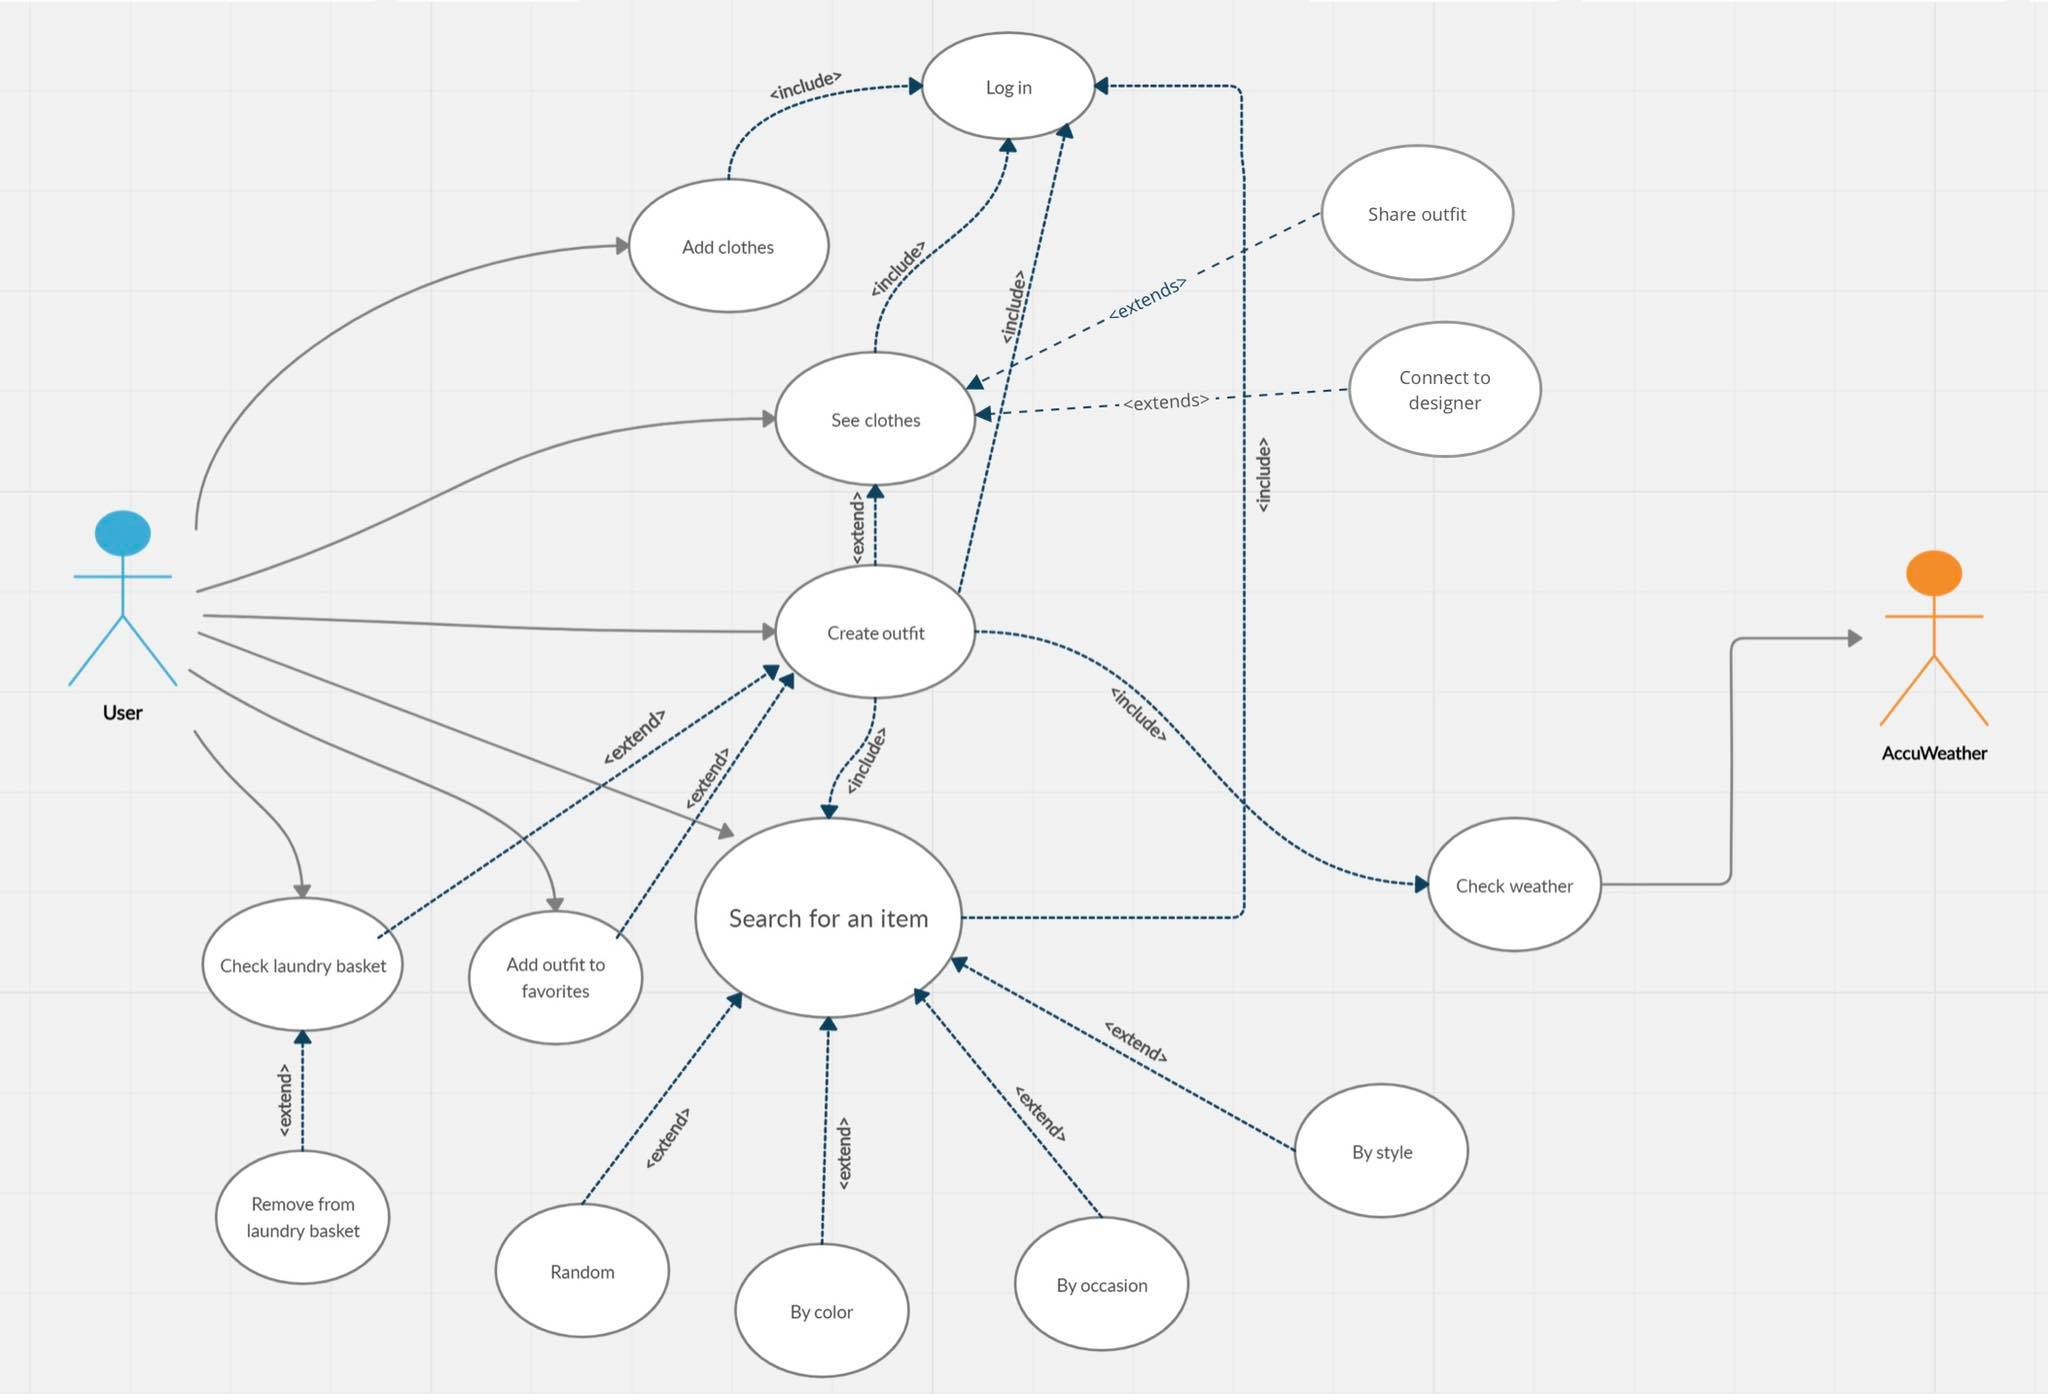 Log in
<include>
Add clothes
Share outfit
<include>
<include>
<extends>
See clothes
Connect to
designer
<extends>
<include>
<extend>
User
Create outfit
AccuWeather
<extend>
<extend>
<include>
<include>
Check weather
Search for an item
Check laundry basket
Add outfit to
favorites
<extend>
<extend>
<extend>
<extend>
<extend>
By style
Remove from
laundry basket
Random
By color
By occasion